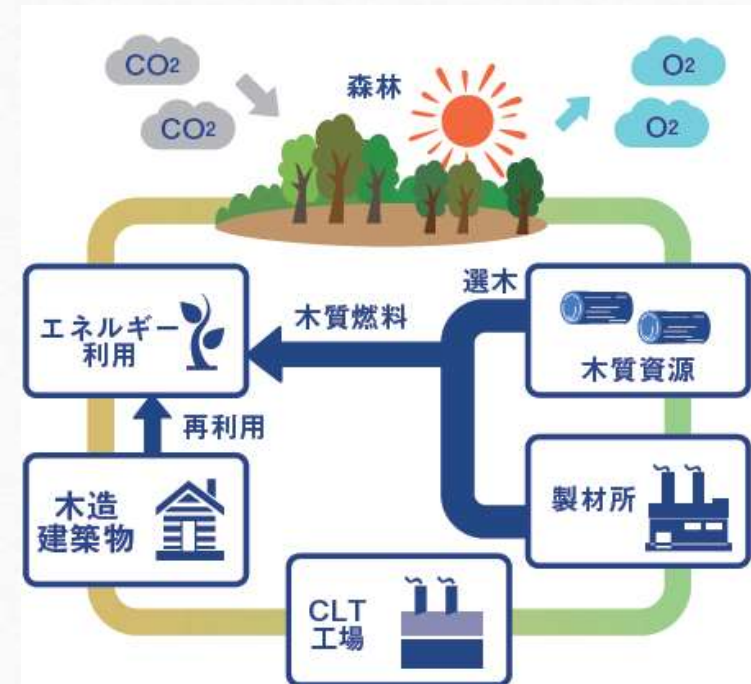 CO2
CO2
森林
O2
O2
選木
木質燃料
エネルギー
利用
木質資源
再利用
木造
建築物
製材所
CLT
工場